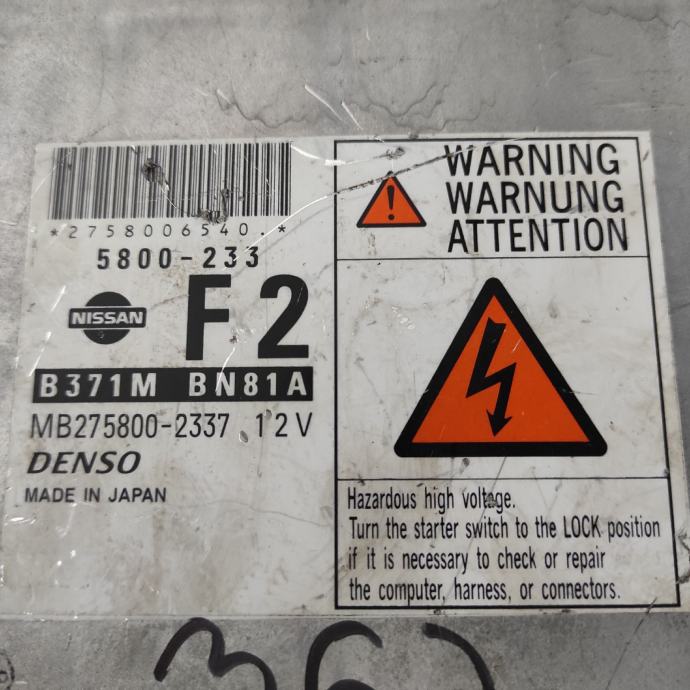 *2758006540.*
5800-233
NISSAN
F2
B371M BN81A
MB275800-2337 12V
DENSO
MADE IN JAPAN
WARNING
WARNUNG
ATTENTION
Hazardous high voltage.
Turn the starter switch to the LOCK position
if it is necessary to check or repair
the computer, harness, or connectors.